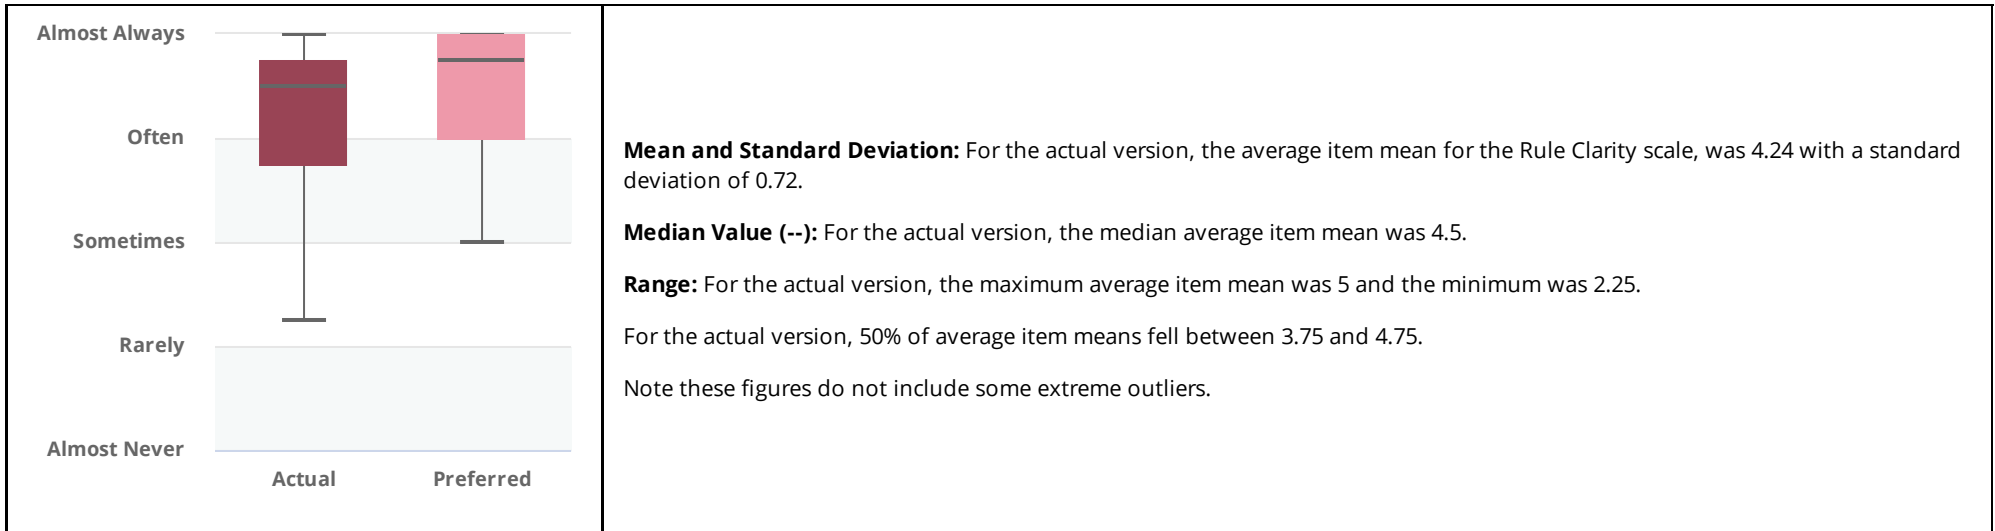 Almost Always
Often
Sometimes
Rarely
Almost Never
Actual Preferred
Mean and Standard Deviation: For the actual version, the average item mean for the Rule Clarity scale, was 4.24 with a standard
deviation of 0.72.
Median Value (--): For the actual version, the median average item mean was 4.5.
Range: For the actual version, the maximum average item mean was 5 and the minimum was 2.25.
For the actual version, 50% of average item means fell between 3.75 and 4.75.
Note these figures do not include some extreme outliers.